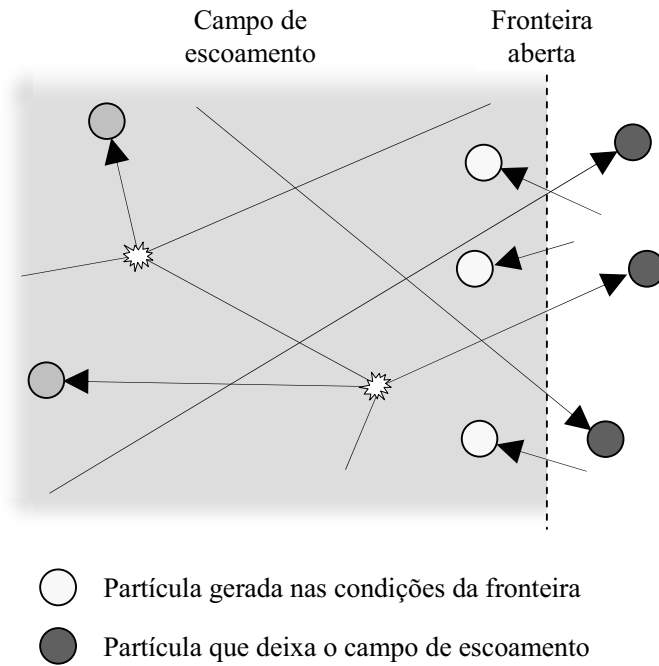 Campo de
escoamento
Fronteira
aberta
Partícula gerada nas condições da fronteira
Partícula que deixa o campo de escoamento